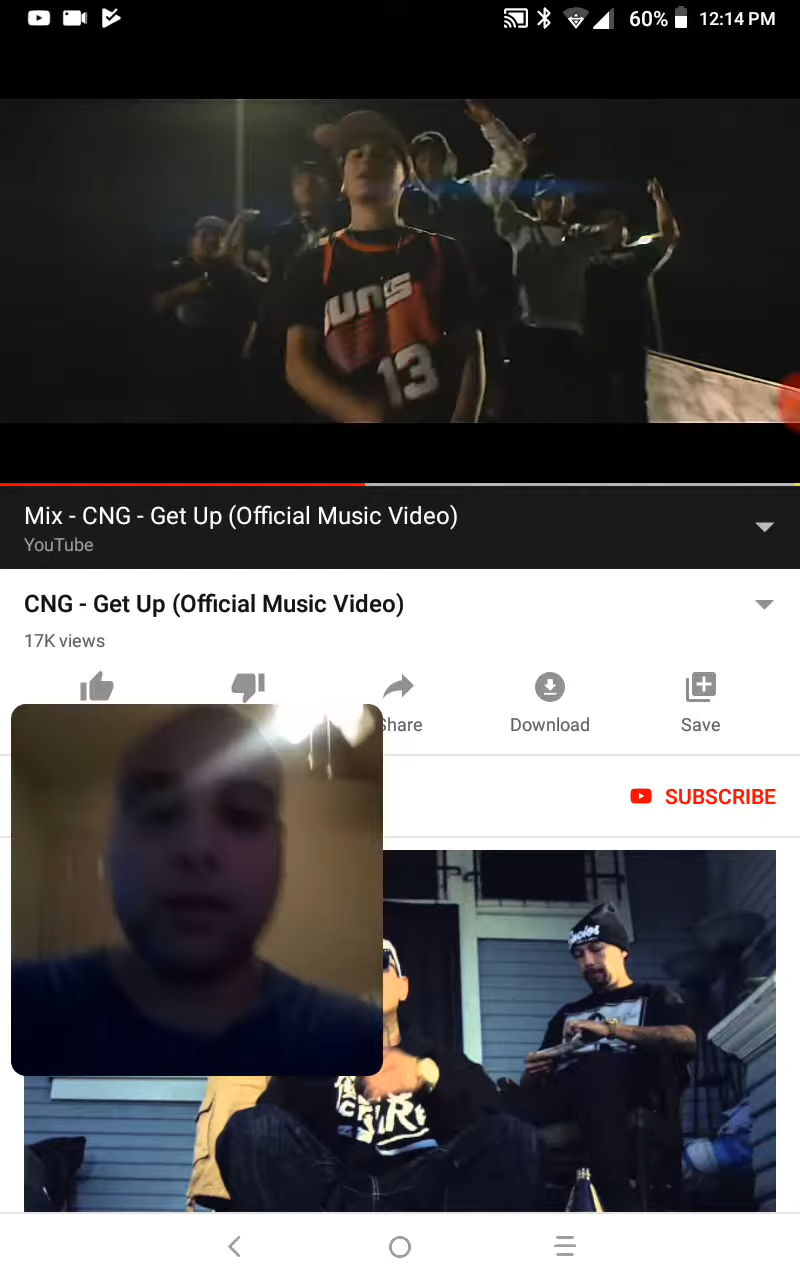 60% 12:14 PM
SUNS
13
Mix - CNG - Get Up (Official Music Video)
YouTube
CNG - Get Up (Official Music Video)
17K views
Share
Download
Save
SUBSCRIBE